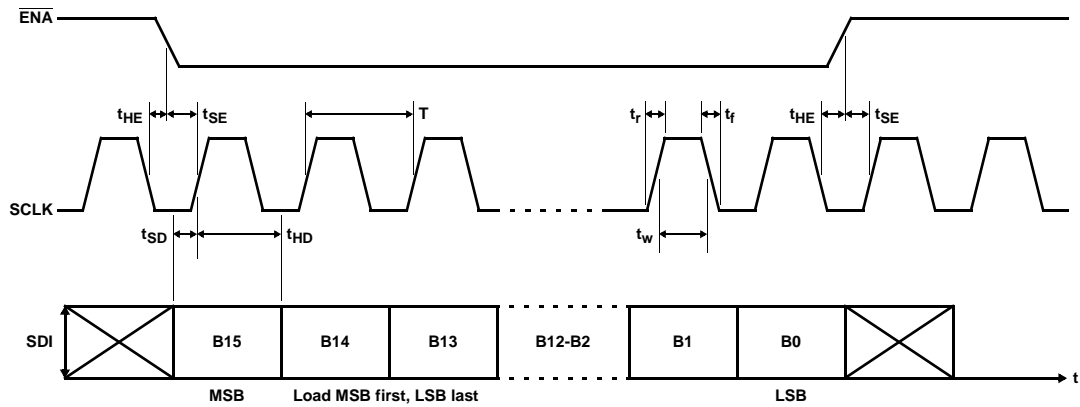 ENA
tHE tSE T tr tf tHE tSE
SCLK
tSD tHD tw
SDI B15 B14 B13 B12-B2 B1 B0 t
MSB Load MSB first, LSB last LSB